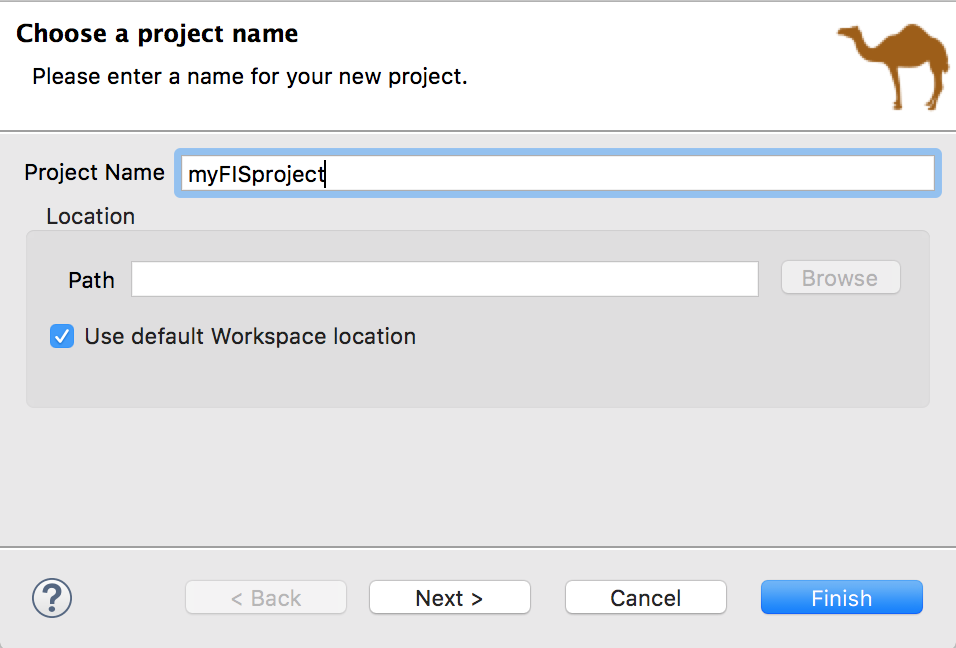 Choose a project name
Please enter a name for your new project.
Project Name myFISproject
Location
Path Browse
Use default Workspace location
? < Back Next > Cancel Finish